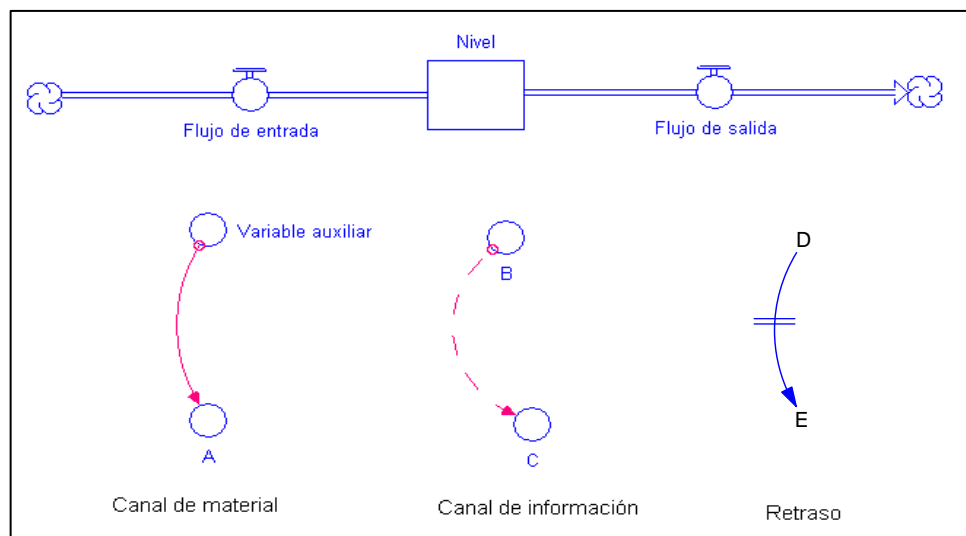 Nivel
Flujo de entrada
Flujo de salida
Variable auxiliar
B
D
A
C
E
Canal de material
Canal de información
Retraso